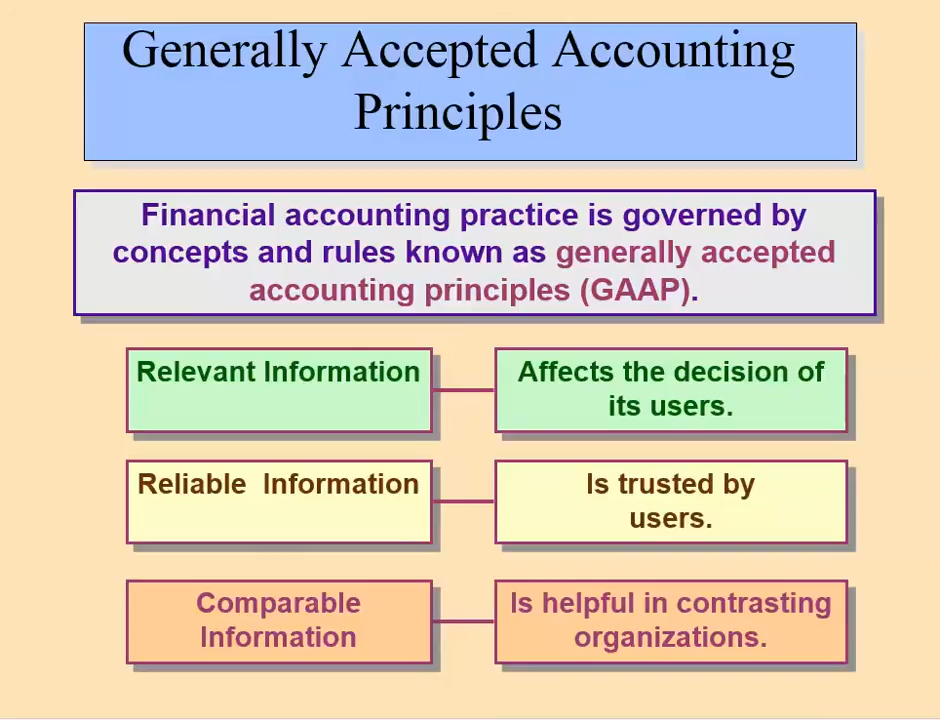 Generally Accepted Accounting
Principles
Financial accounting practice is governed by
concepts and rules known as generally accepted
accounting principles (GAAP).
Relevant Information
Affects the decision of
its users.
Reliable  Information
Is trusted by
users.
Comparable
Information
Is helpful in contrasting
organizations.